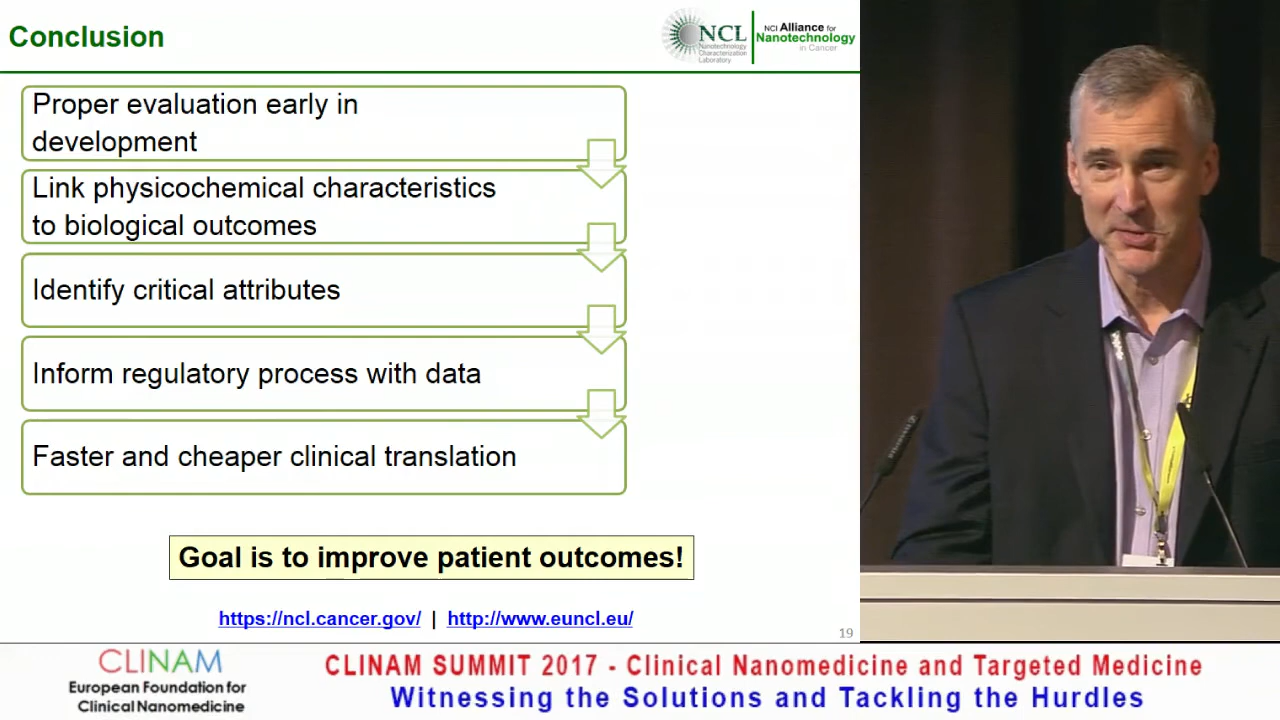 Conclusion
NCL
Nanotechnology
Characterization
Laboratory
NCI Alliance for
Nanotechnology
in Cancer
Proper evaluation early in
development
Link physicochemical characteristics
to biological outcomes
Identify critical attributes
Inform regulatory process with data
Faster and cheaper clinical translation
Goal is to improve patient outcomes!
https://ncl.cancer.gov/ | http://www.euncl.eu/
19
CLINAM
European Foundation for
Clinical Nanomedicine
CLINAM SUMMIT 2017 - Clinical Nanomedicine and Targeted Medicine
Witnessing the Solutions and Tackling the Hurdles